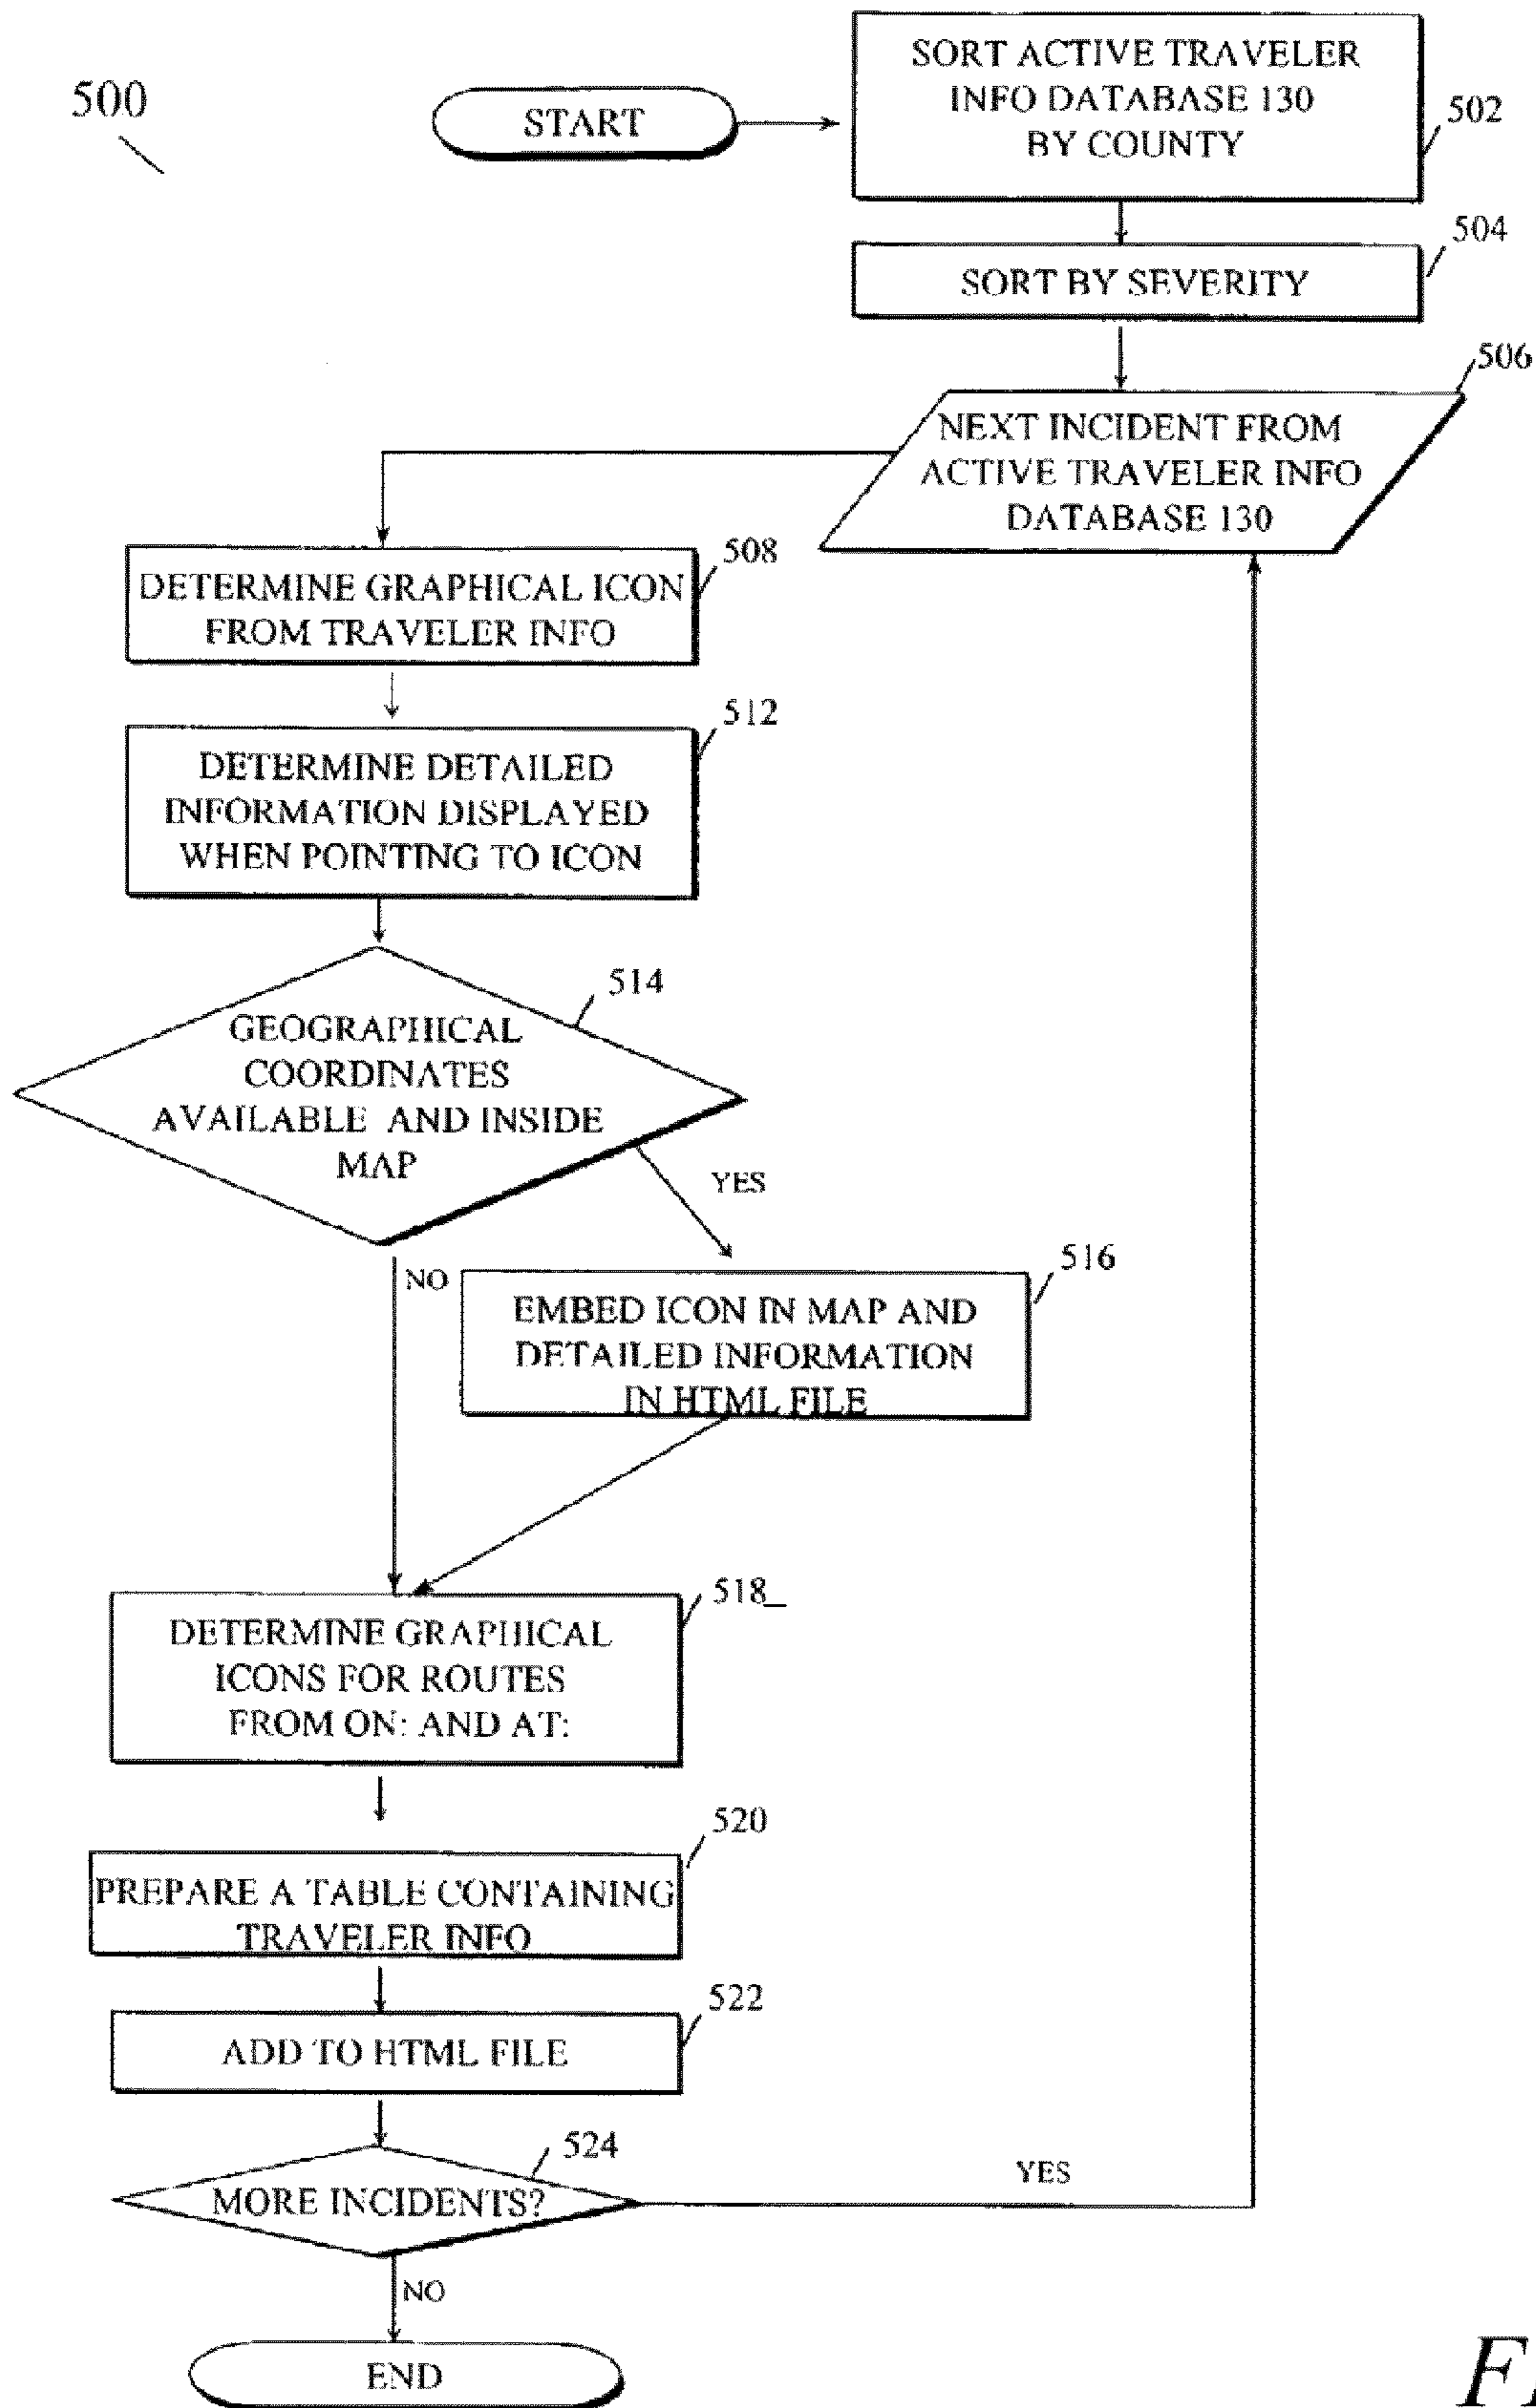 500
START
SORT ACTIVE TRAVELER
INFO DATABASE 130
BY COUNTY
502
SORT BY SEVERITY
504
NEXT INCIDENT FROM
ACTIVE TRAVELER INFO
DATABASE 130
506
DETERMINE GRAPHICAL ICON
FROM TRAVELER INFO
508
DETERMINE DETAILED
INFORMATION DISPLAYED
WHEN POINTING TO ICON
512
GEOGRAPHICAL
COORDINATES
AVAILABLE AND INSIDE
MAP
514
YES
NO
EMBED ICON IN MAP AND
DETAILED INFORMATION
IN HTML FILE
516
DETERMINE GRAPHICAL
ICONS FOR ROUTES
FROM ON: AND AT:
518_
PREPARE A TABLE CONTAINING
TRAVELER INFO
520
ADD TO HTML FILE
522
MORE INCIDENTS?
524
YES
NO
END